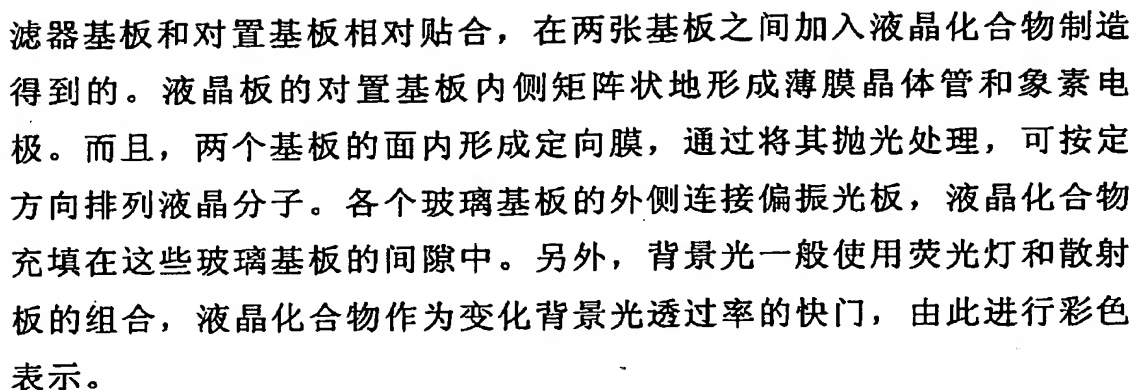 滤器基板和对置基板相对贴合，在两张基板之间加入液晶化合物制造
得到的。液晶板的对置基板内侧矩阵状地形成薄膜晶体管和象素电
极。而且，两个基板的面内形成定向膜，通过将其抛光处理，可按定
方向排列液晶分子。各个玻璃基板的外侧连接偏振光板，液晶化合物
充填在这些玻璃基板的间隙中。另外，背景光一般使用荧光灯和散射
板的组合，液晶化合物作为变化背景光透过率的快门，由此进行彩色
表示。